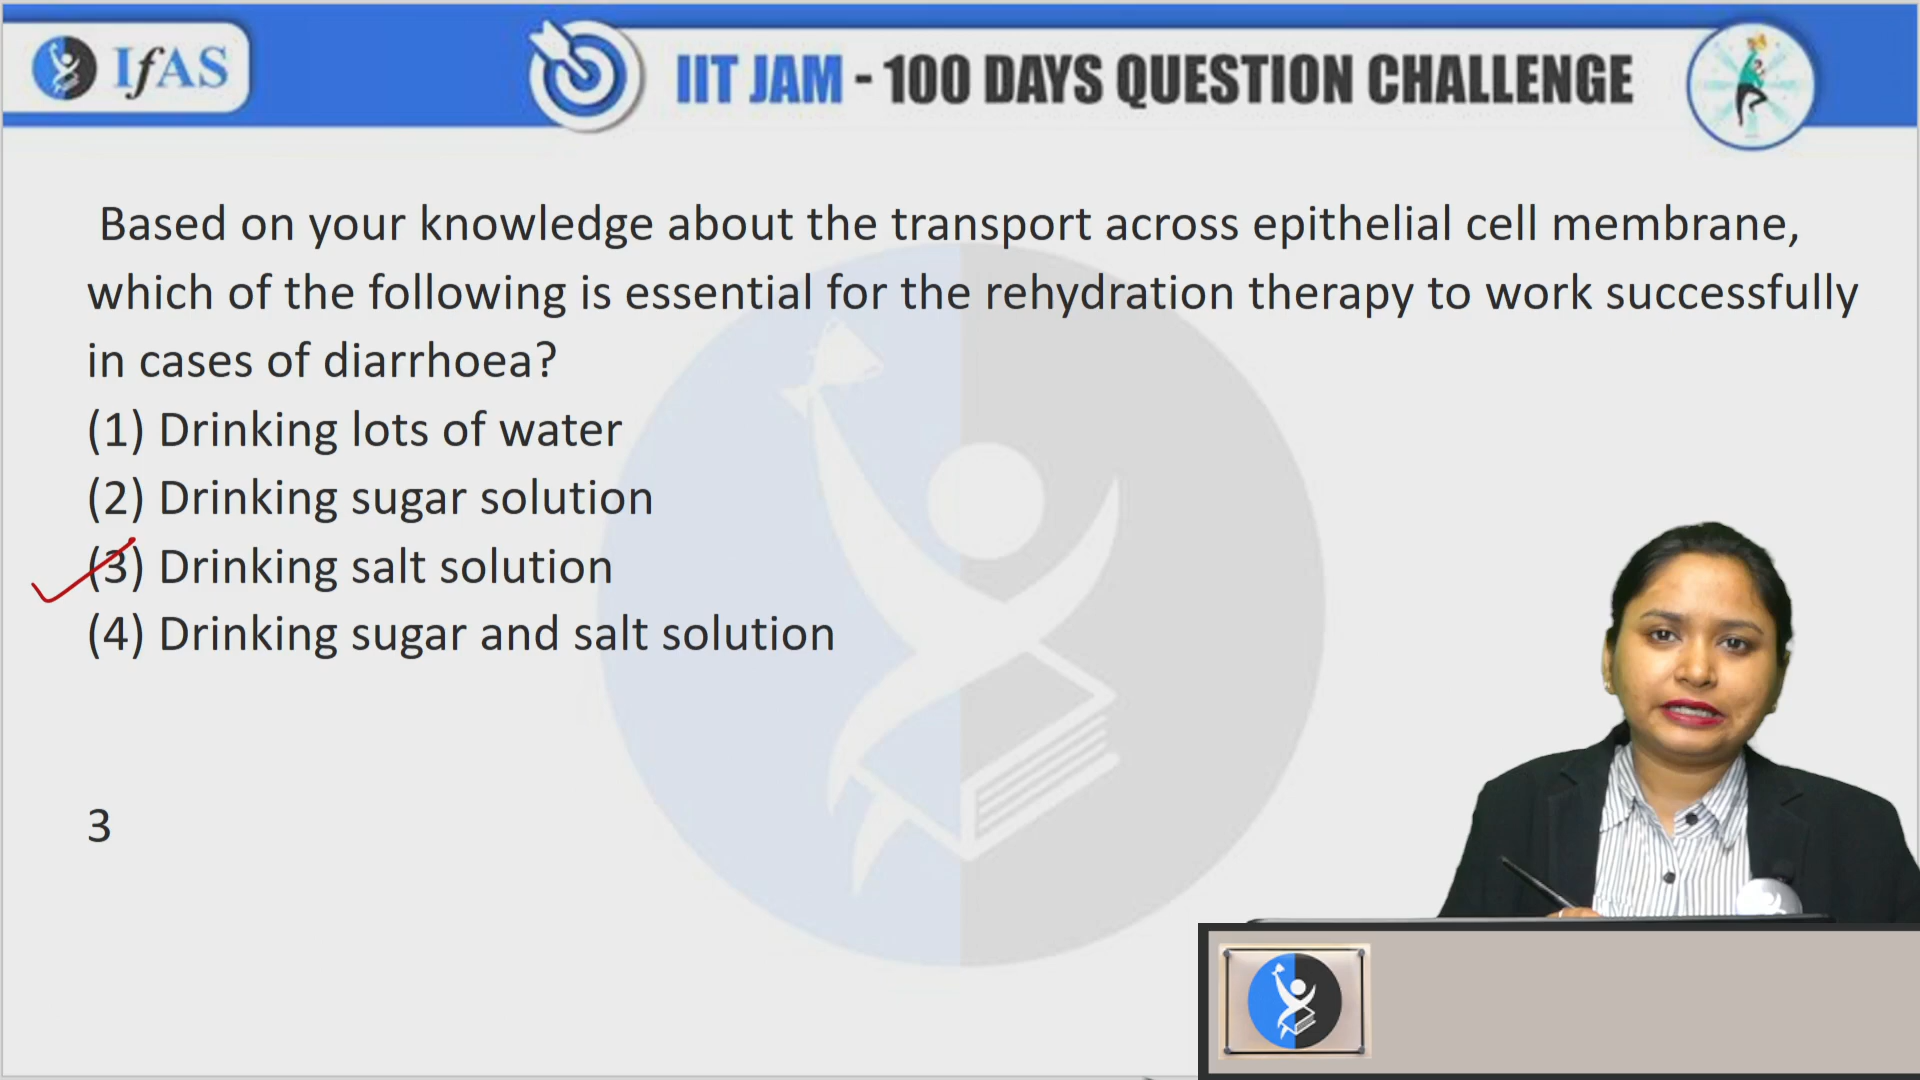 IfAS
IIT JAM - 100 DAYS QUESTION CHALLENGE
Based on your knowledge about the transport across epithelial cell membrane,
which of the following is essential for the rehydration therapy to work successfully
in cases of diarrhoea?
(1) Drinking lots of water
(2) Drinking sugar solution
(3) Drinking salt solution
(4) Drinking sugar and salt solution
3